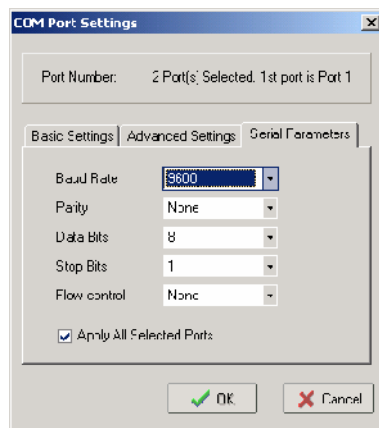 COM Port Settings
Port Number: 2 Port(s) Selected. 1st port is Port 1
Basic Settings Advanced Settings Serial Parameters
Baud Rate 9600
Parity None
Data Bits 8
Stop Bits 1
Flow control None
Apply All Selected Ports
OK Cancel